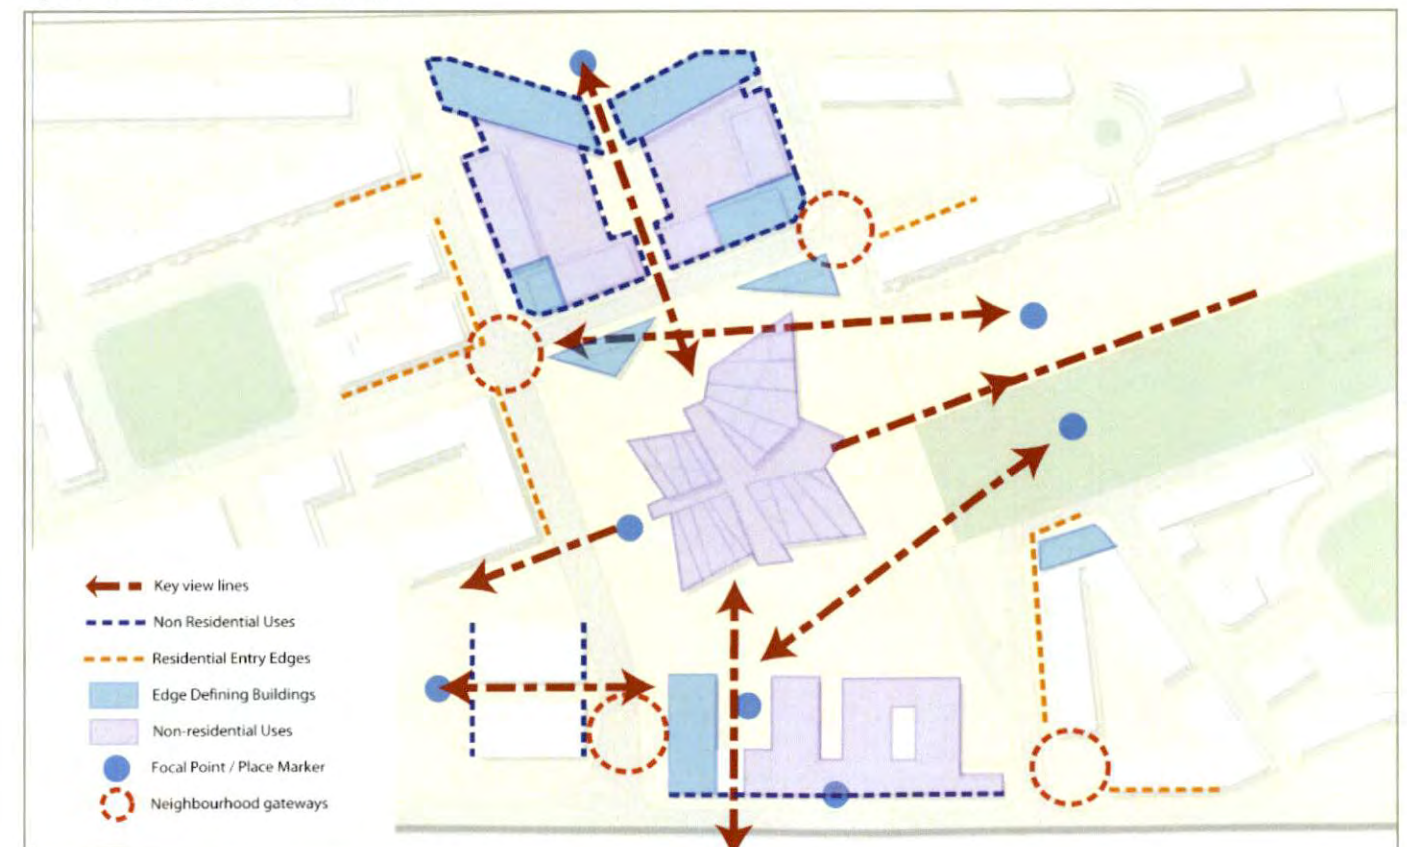 Key view lines
Non Residential Uses
Residential Entry Edges
Edge Defining Buildings
Non-residential Uses
Focal Point / Place Marker
Neighbourhood gateways